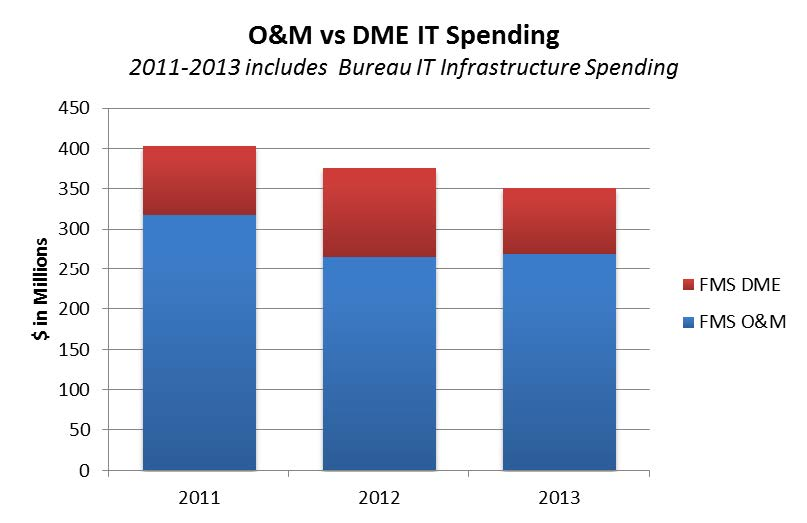 O&M vs DME IT Spending
2011-2013 includes  Bureau IT Infrastructure Spending
$ in Millions
450
400
350
300
250
200
150
100
50
0
2011
2012
2013
FMS DME
FMS O&M